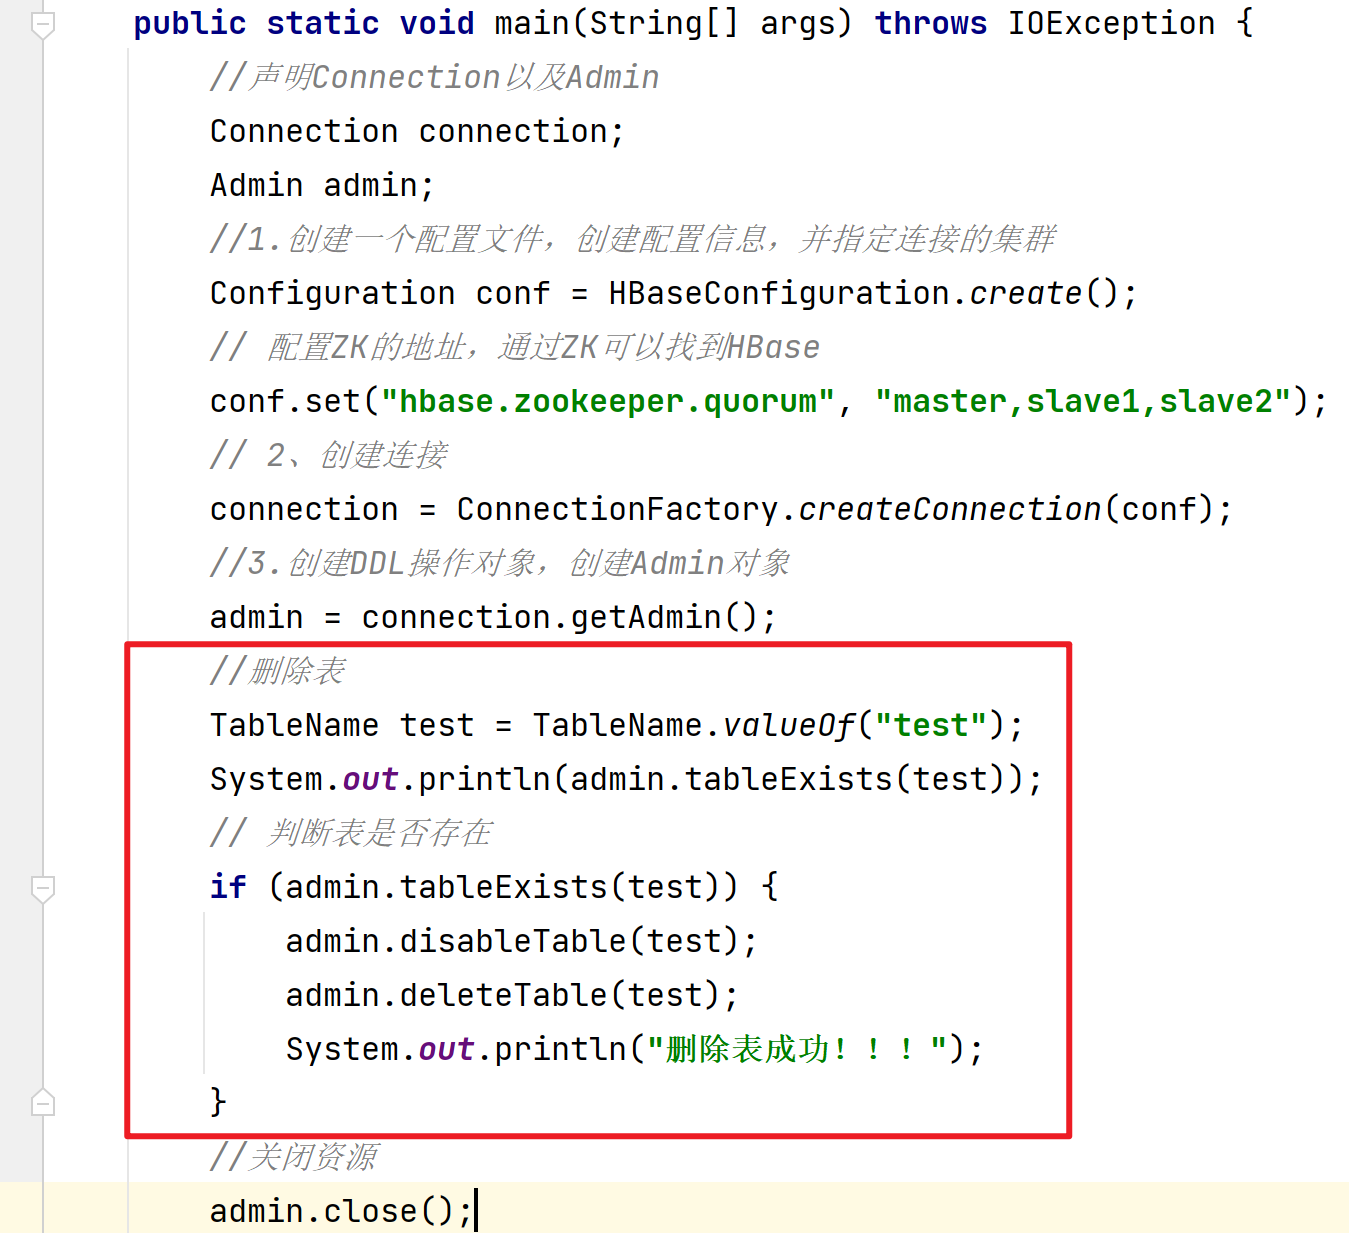 public static void main(String[] args) throws IOException {
//声明Connection以及Admin
Connection connection;
Admin admin;
//1.创建一个配置文件，创建配置信息，并指定连接的集群
Configuration conf = HBaseConfiguration.create();
// 配置ZK的地址，通过ZK可以找到HBase
conf.set("hbase.zookeeper.quorum", "master,slave1,slave2");
// 2、创建连接
connection = ConnectionFactory.createConnection(conf);
//3.创建DDL操作对象，创建Admin对象
admin = connection.getAdmin();
//删除表
TableName test = TableName.valueOf("test");
System.out.println(admin.tableExists(test));
// 判断表是否存在
if (admin.tableExists(test)) {
admin.disableTable(test);
admin.deleteTable(test);
System.out.println("删除表成功！！！");
}
//关闭资源
admin.close();